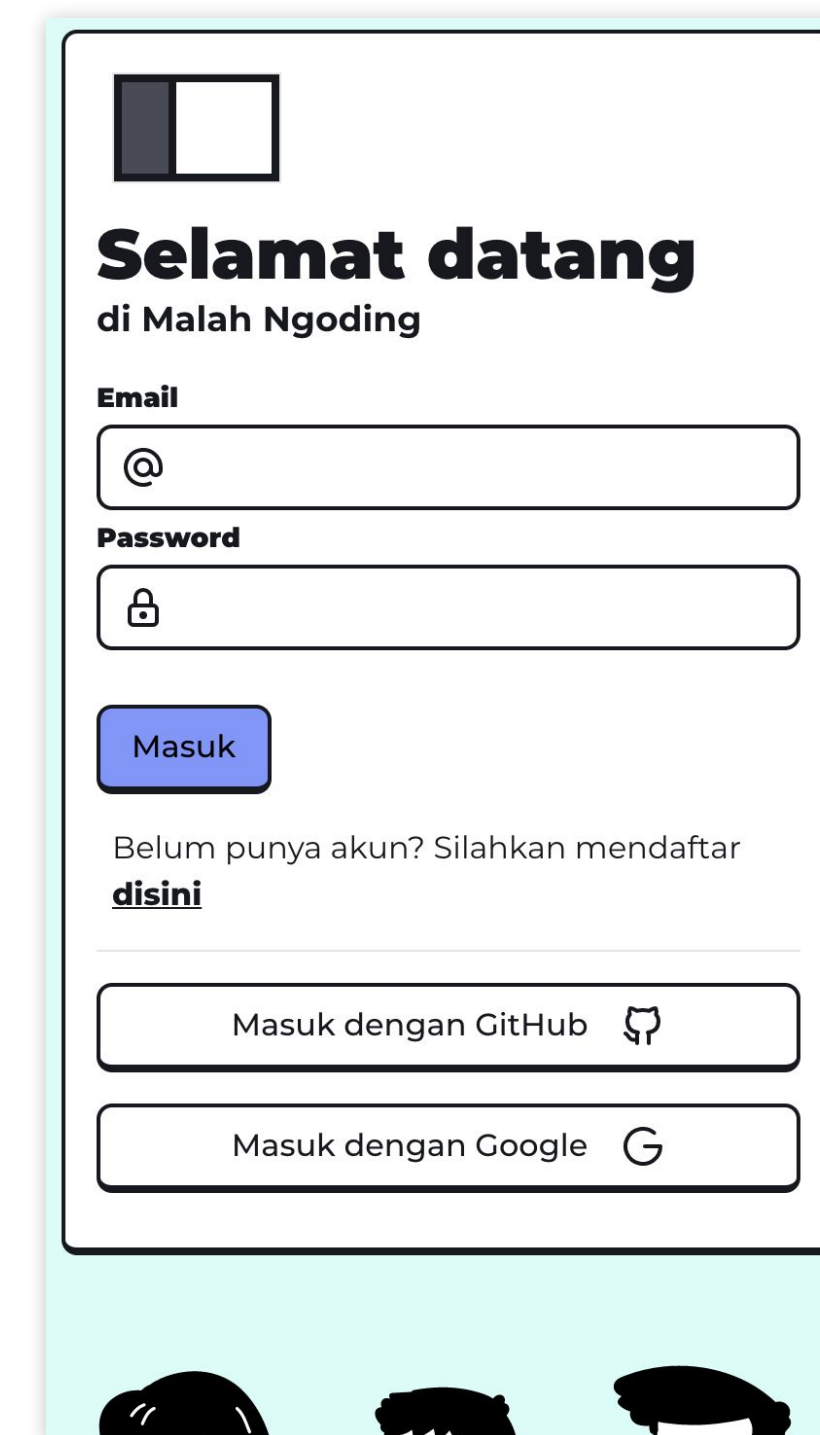 Selamat datang
di Malah Ngoding
Email
Password
Masuk
Belum punya akun? Silahkan mendaftar
disini
Masuk dengan GitHub
Masuk dengan Google